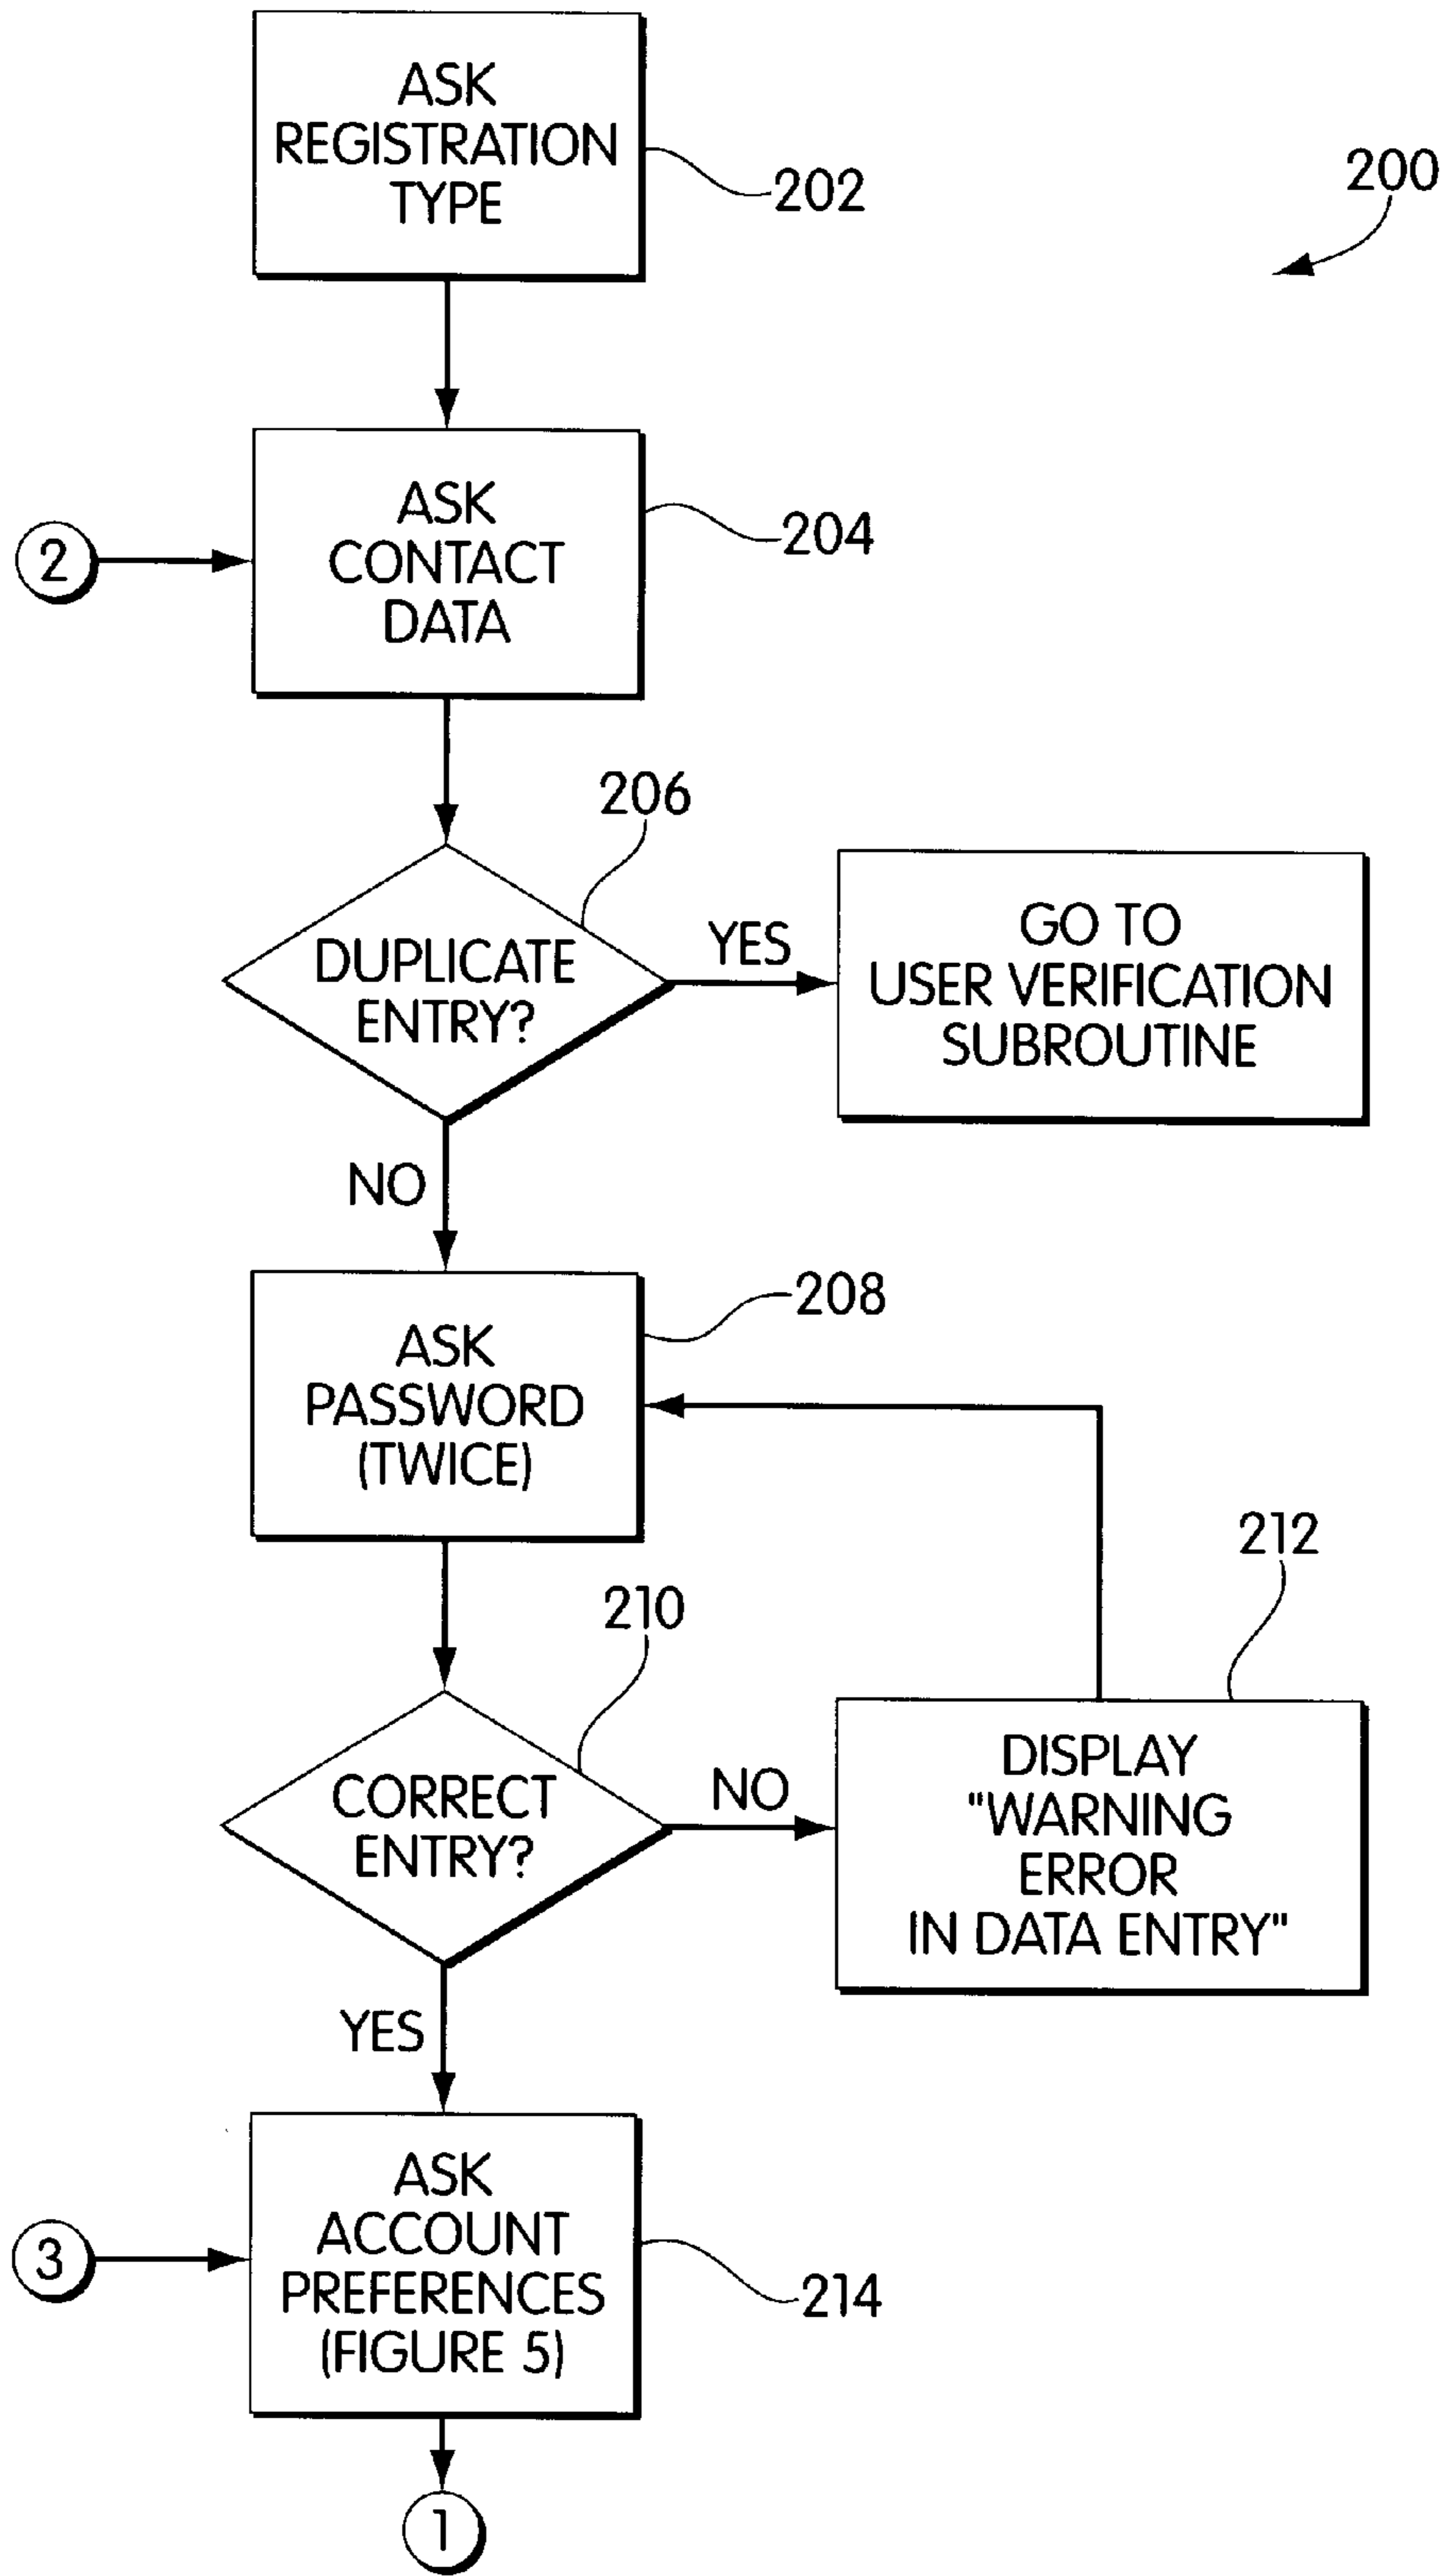 ASK
REGISTRATION
TYPE
202
200
ASK
CONTACT
DATA
204
2
206
DUPLICATE
ENTRY?
YES
GO TO
USER VERIFICATION
SUBROUTINE
NO
208
ASK
PASSWORD
(TWICE)
212
210
CORRECT
ENTRY?
NO
DISPLAY
"WARNING
ERROR
IN DATA ENTRY"
YES
ASK
ACCOUNT
PREFERENCES
(FIGURE 5)
3
214
1